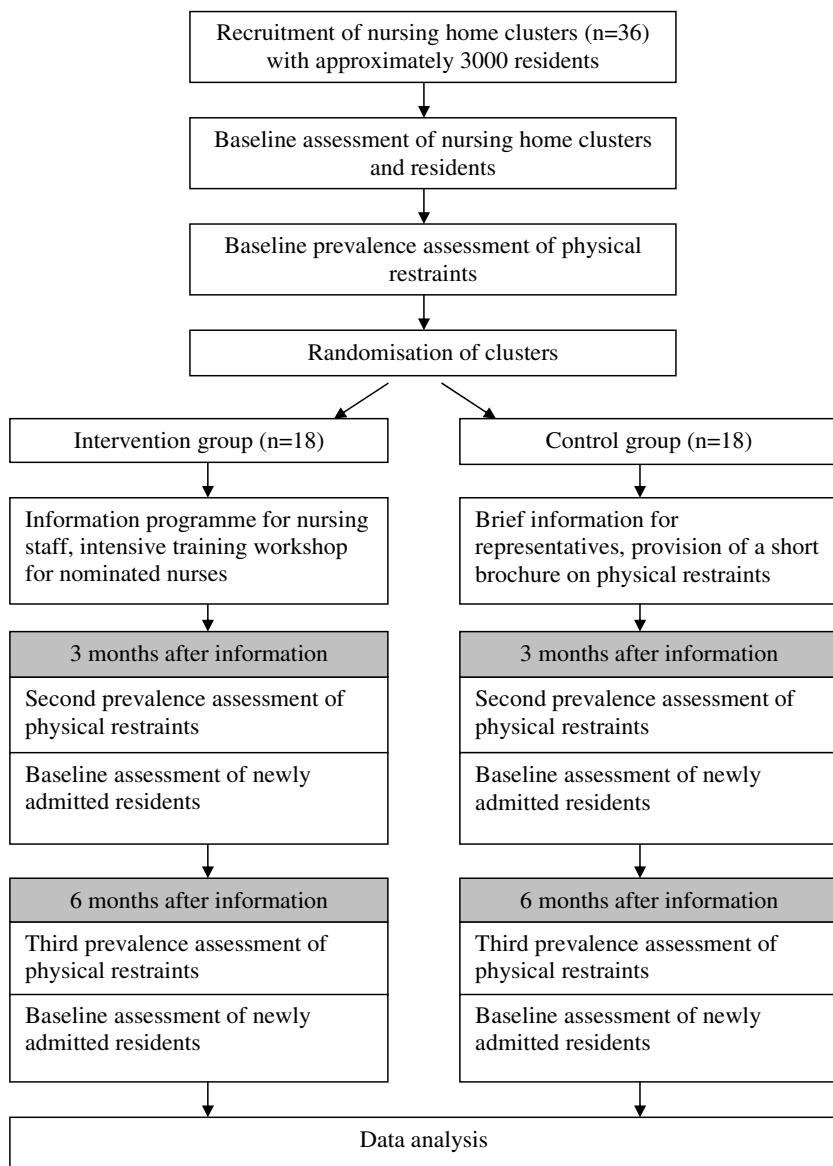 Recruitment of nursing home clusters (n=36)
with approximately 3000 residents
Baseline assessment of nursing home clusters
and residents
Baseline prevalence assessment of physical
restraints
Randomisation of clusters
Intervention group (n=18)
Control group (n=18)
Information programme for nursing
staff, intensive training workshop
for nominated nurses
Brief information for
representatives, provision of a short
brochure on physical restraints
3 months after information
3 months after information
Second prevalence assessment of
physical restraints
Second prevalence assessment of
physical restraints
Baseline assessment of newly
admitted residents
Baseline assessment of newly
admitted residents
6 months after information
6 months after information
Third prevalence assessment of
physical restraints
Third prevalence assessment of
physical restraints
Baseline assessment of newly
admitted residents
Baseline assessment of newly
admitted residents
Data analysis